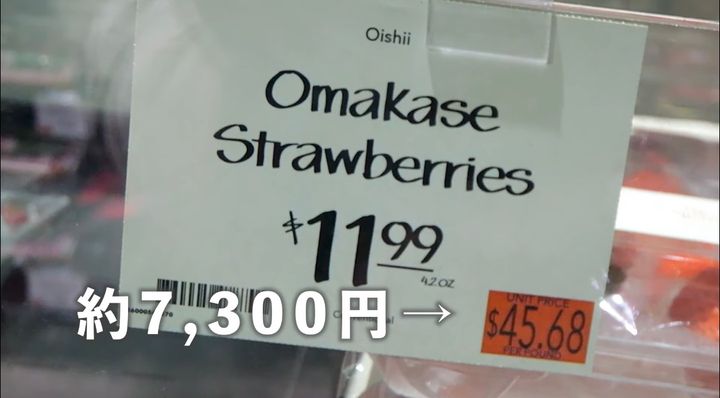 Oishii
Omakase
Strawberries
$11.99
4.2 OZ
UNIT PRICE
約7,300円→
$45.68
PER POUND